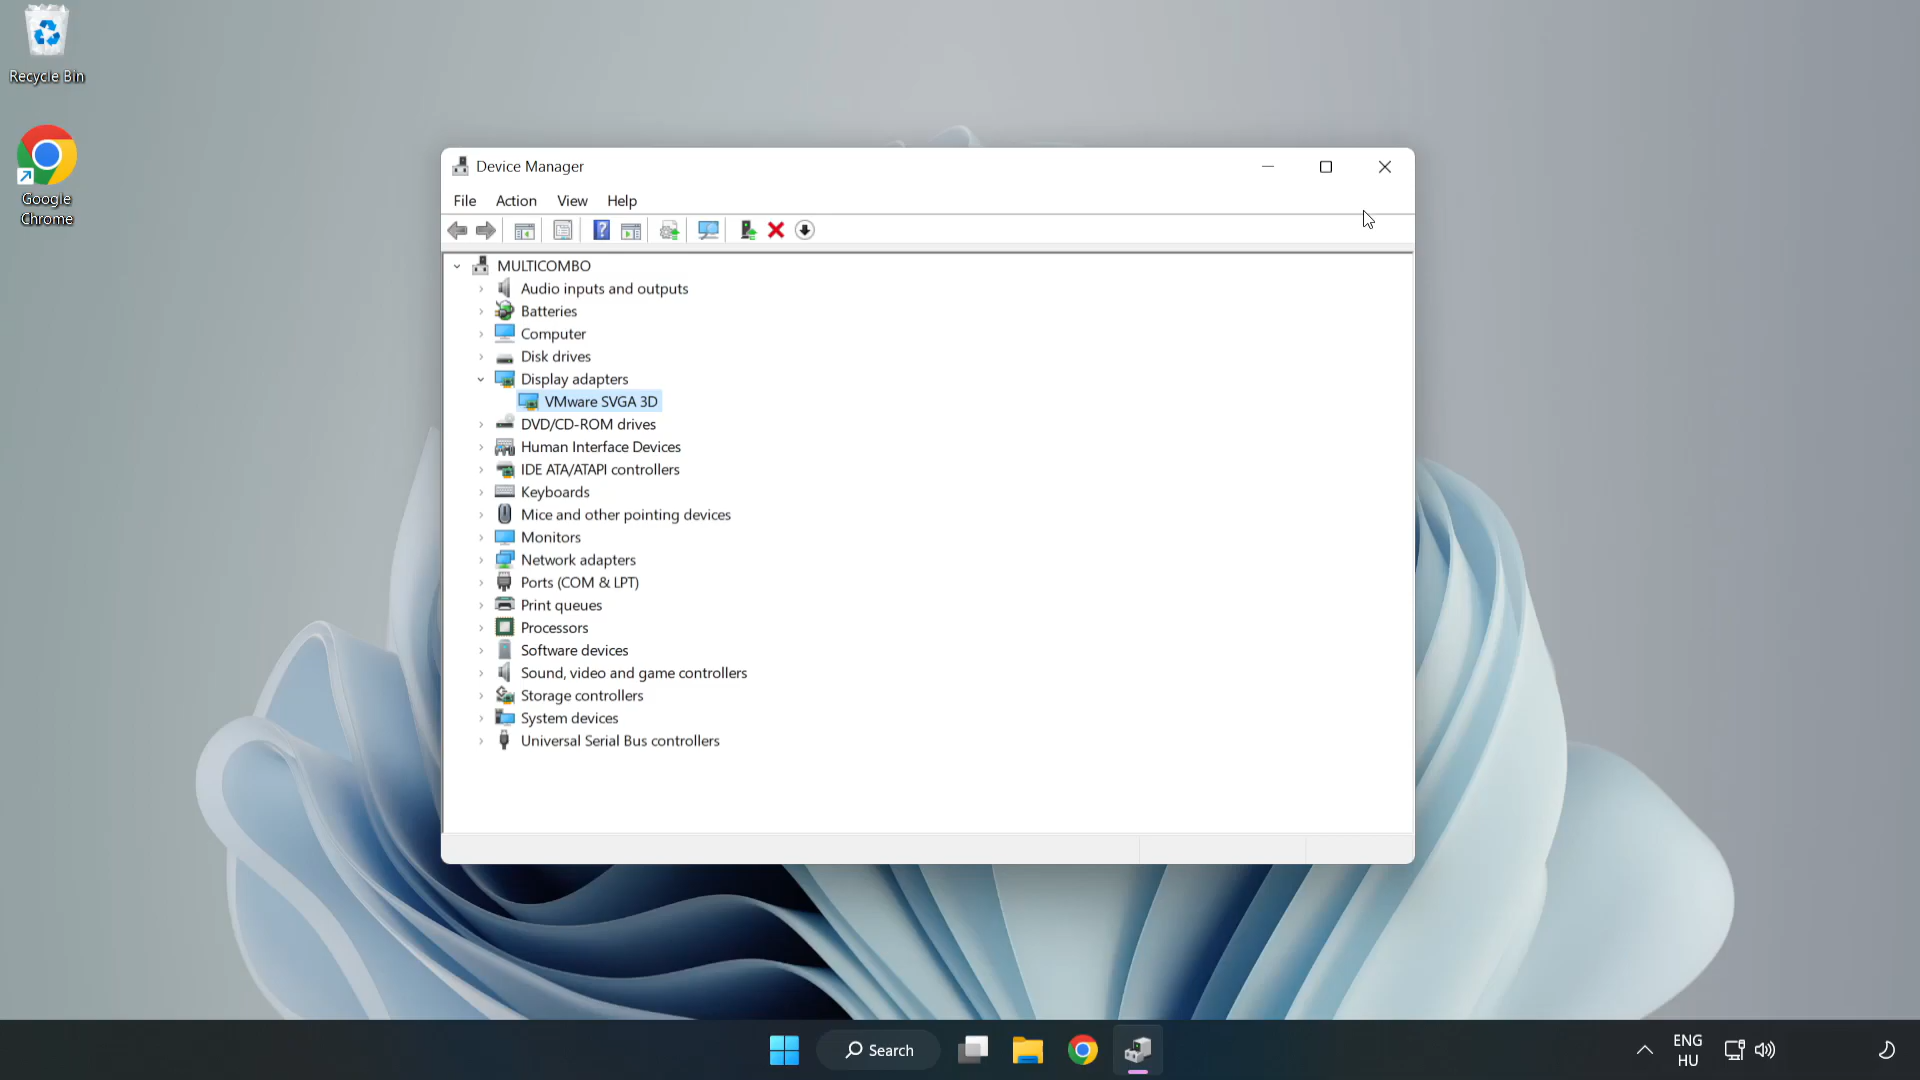 Recycle Bin
Google
Chrome
Device Manager
File Action View Help
MULTICOMBO
Audio inputs and outputs
Batteries
Computer
Disk drives
Display adapters
VMware SVGA 3D
DVD/CD-ROM drives
Human Interface Devices
IDE ATA/ATAPI controllers
Keyboards
Mice and other pointing devices
Monitors
Network adapters
Ports (COM & LPT)
Print queues
Processors
Software devices
Sound, video and game controllers
Storage controllers
System devices
Universal Serial Bus controllers
Search
ENG
HU